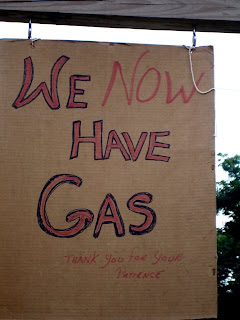 WE NOW
HAVE
GAS
THANK YOU FOR YOUR
PATIENCE